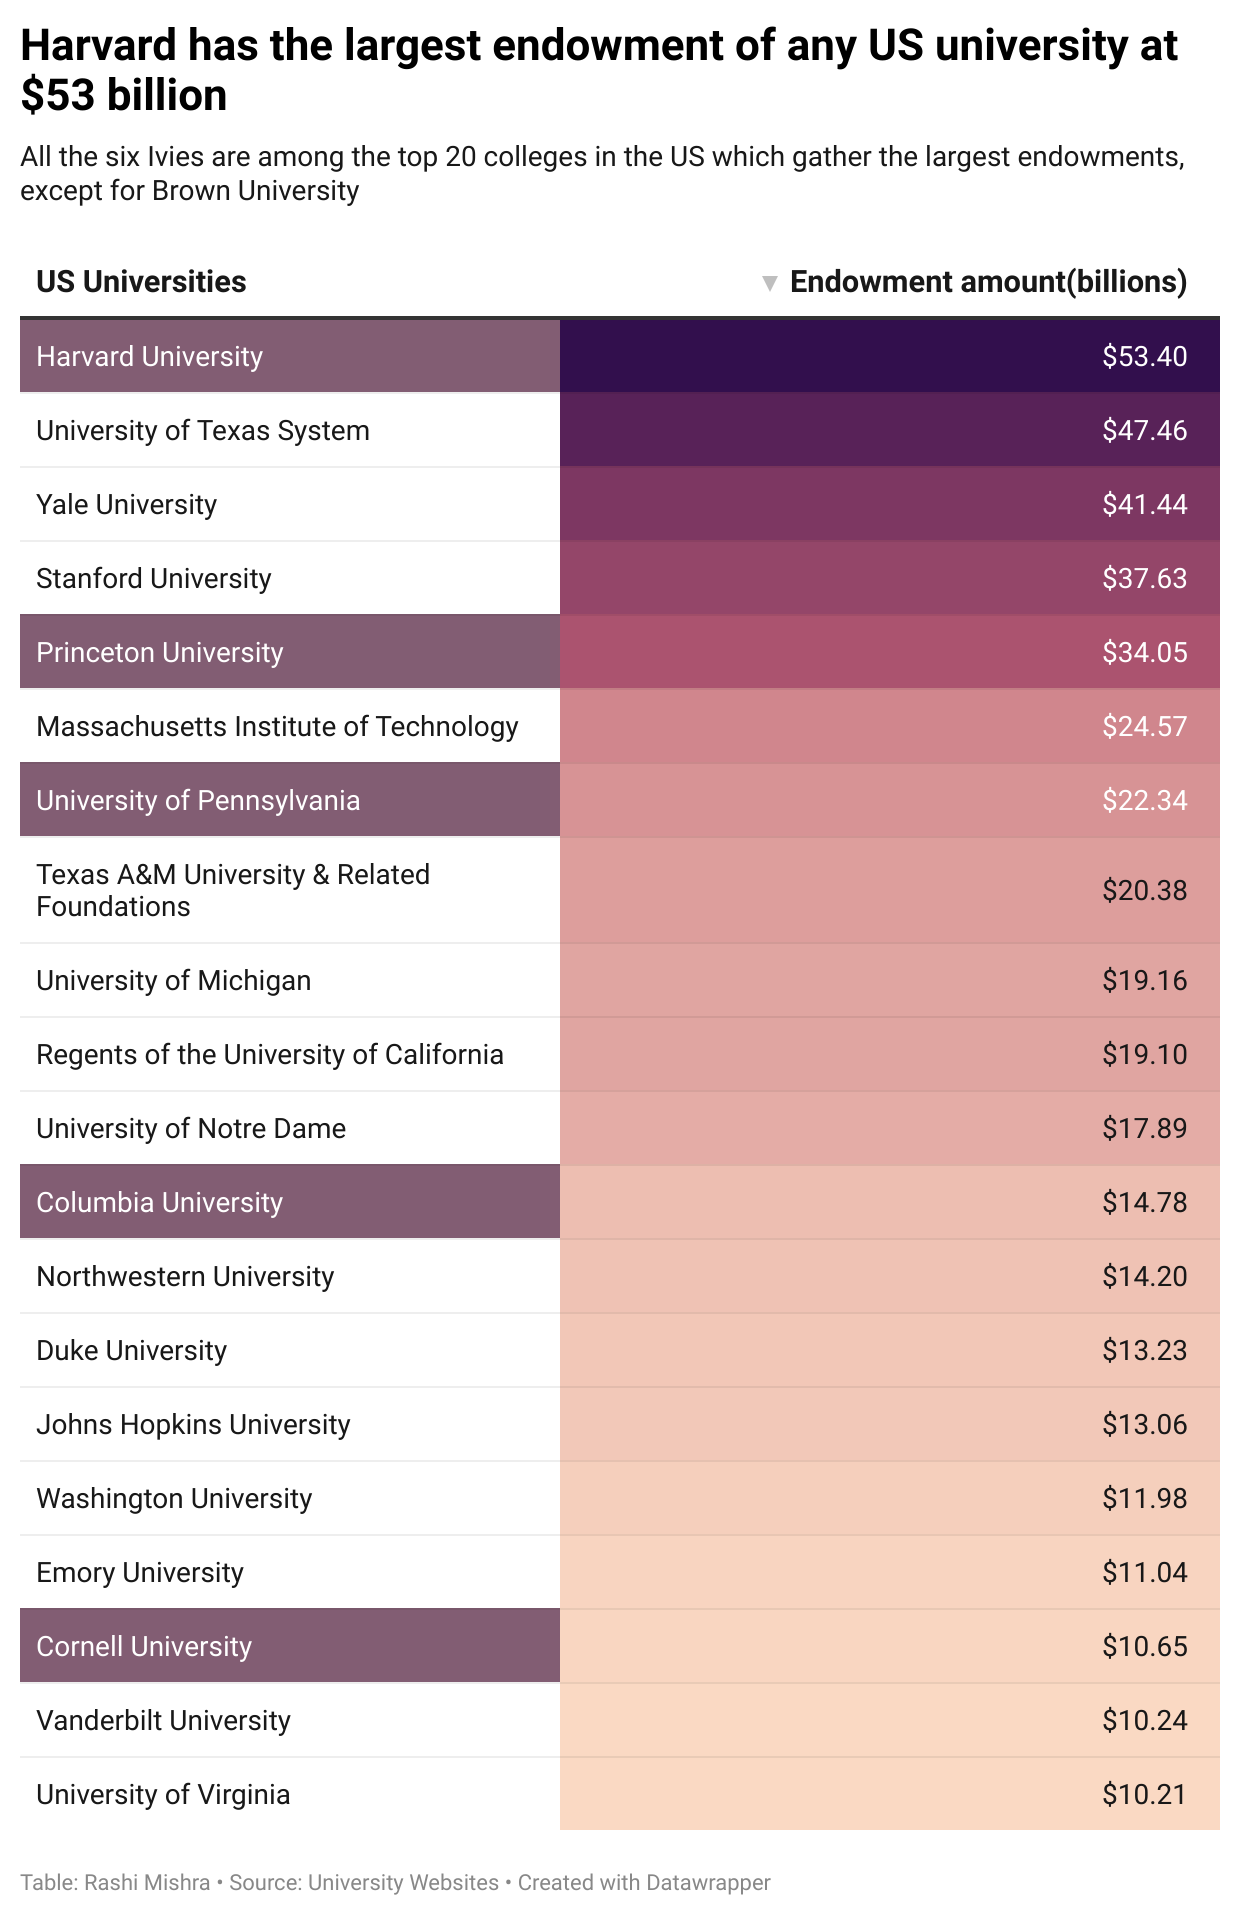 Harvard has the largest endowment of any US university at
$53 billion
All the six Ivies are among the top 20 colleges in the US which gather the largest endowments,
except for Brown University
US Universities ▼ Endowment amount(billions)
Harvard University $53.40
University of Texas System $47.46
Yale University $41.44
Stanford University $37.63
Princeton University $34.05
Massachusetts Institute of Technology $24.57
University of Pennsylvania $22.34
Texas A&M University & Related
Foundations $20.38
University of Michigan $19.16
Regents of the University of California $19.10
University of Notre Dame $17.89
Columbia University $14.78
Northwestern University $14.20
Duke University $13.23
Johns Hopkins University $13.06
Washington University $11.98
Emory University $11.04
Cornell University $10.65
Vanderbilt University $10.24
University of Virginia $10.21
Table: Rashi Mishra • Source: University Websites • Created with Datawrapper